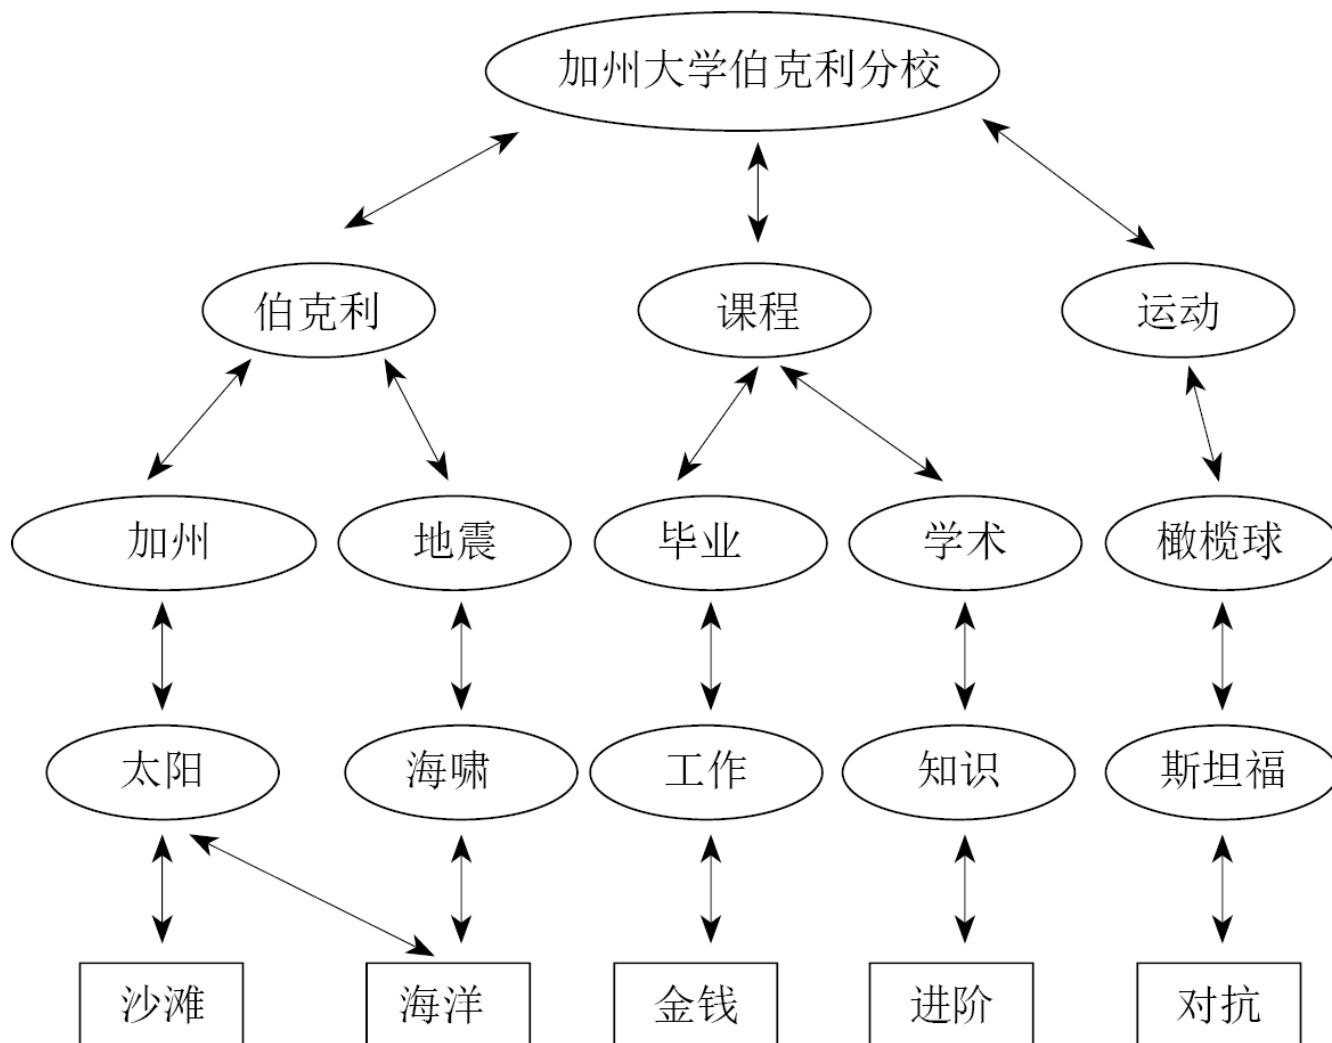 加州大学伯克利分校
伯克利
课程
运动
加州
地震
毕业
学术
橄榄球
太阳
海啸
工作
知识
斯坦福
沙滩
海洋
金钱
进阶
对抗